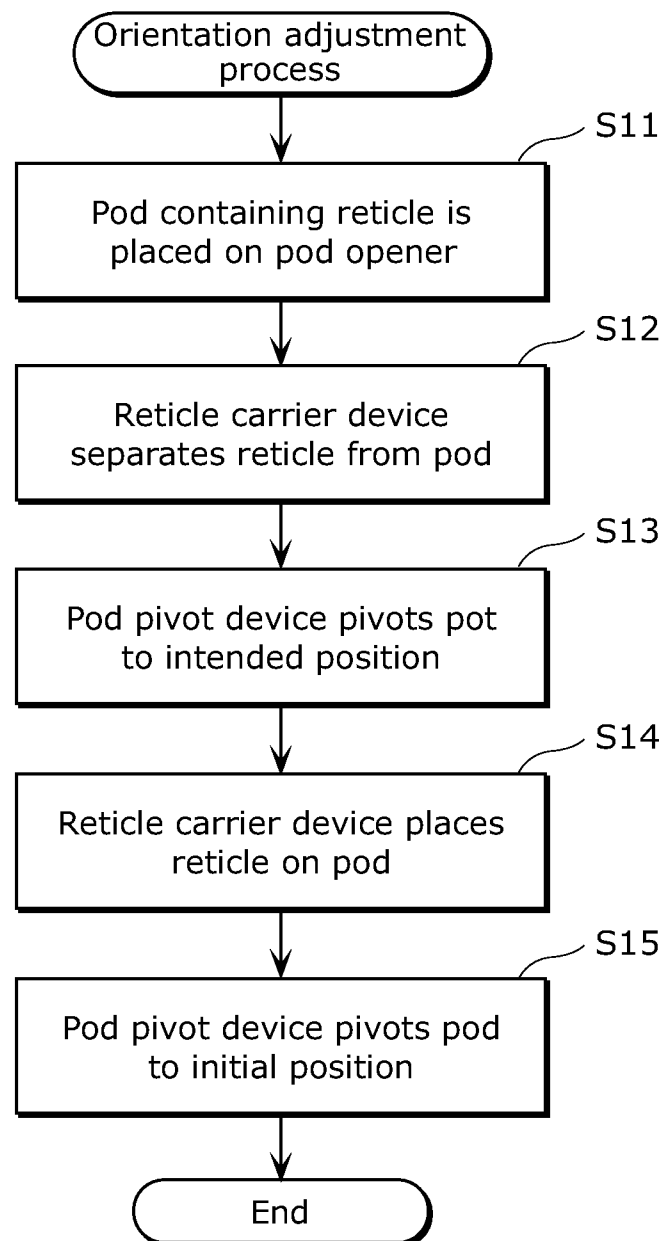 Orientation adjustment
process
S11
Pod containing reticle is
placed on pod opener
S12
Reticle carrier device
separates reticle from pod
S13
Pod pivot device pivots pot
to intended position
S14
Reticle carrier device places
reticle on pod
S15
Pod pivot device pivots pod
to initial position
End